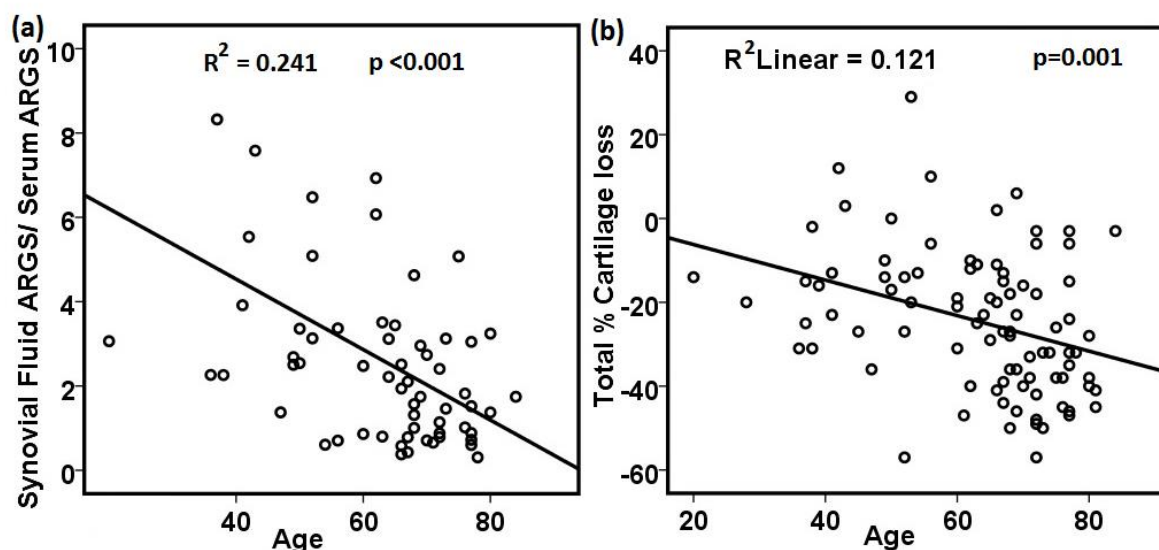 (a)
R² = 0.241 p <0.001
Synovial Fluid ARGS/ Serum ARGS
10
8
6
4
2
0
40
60
80
Age
(b)
R²Linear = 0.121 p=0.001
Total % Cartilage loss
40
20
0
-20
-40
-60
20
40
60
80
Age